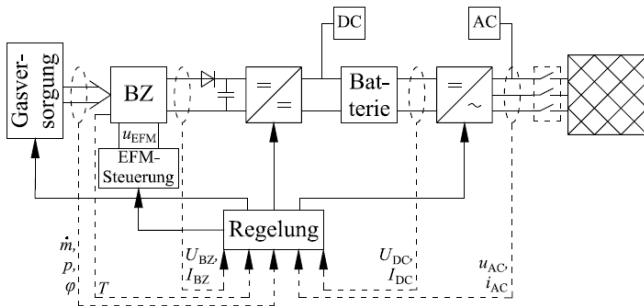 DC
AC
Gasver-
sorgung
BZ
=
=
Bat-
terie
=
~
u_EFM
EFM-
Steuerung
Regelung
ṁ,
p,
φ
T
U_BZ,
I_BZ
U_DC,
I_DC
u_AC,
i_AC